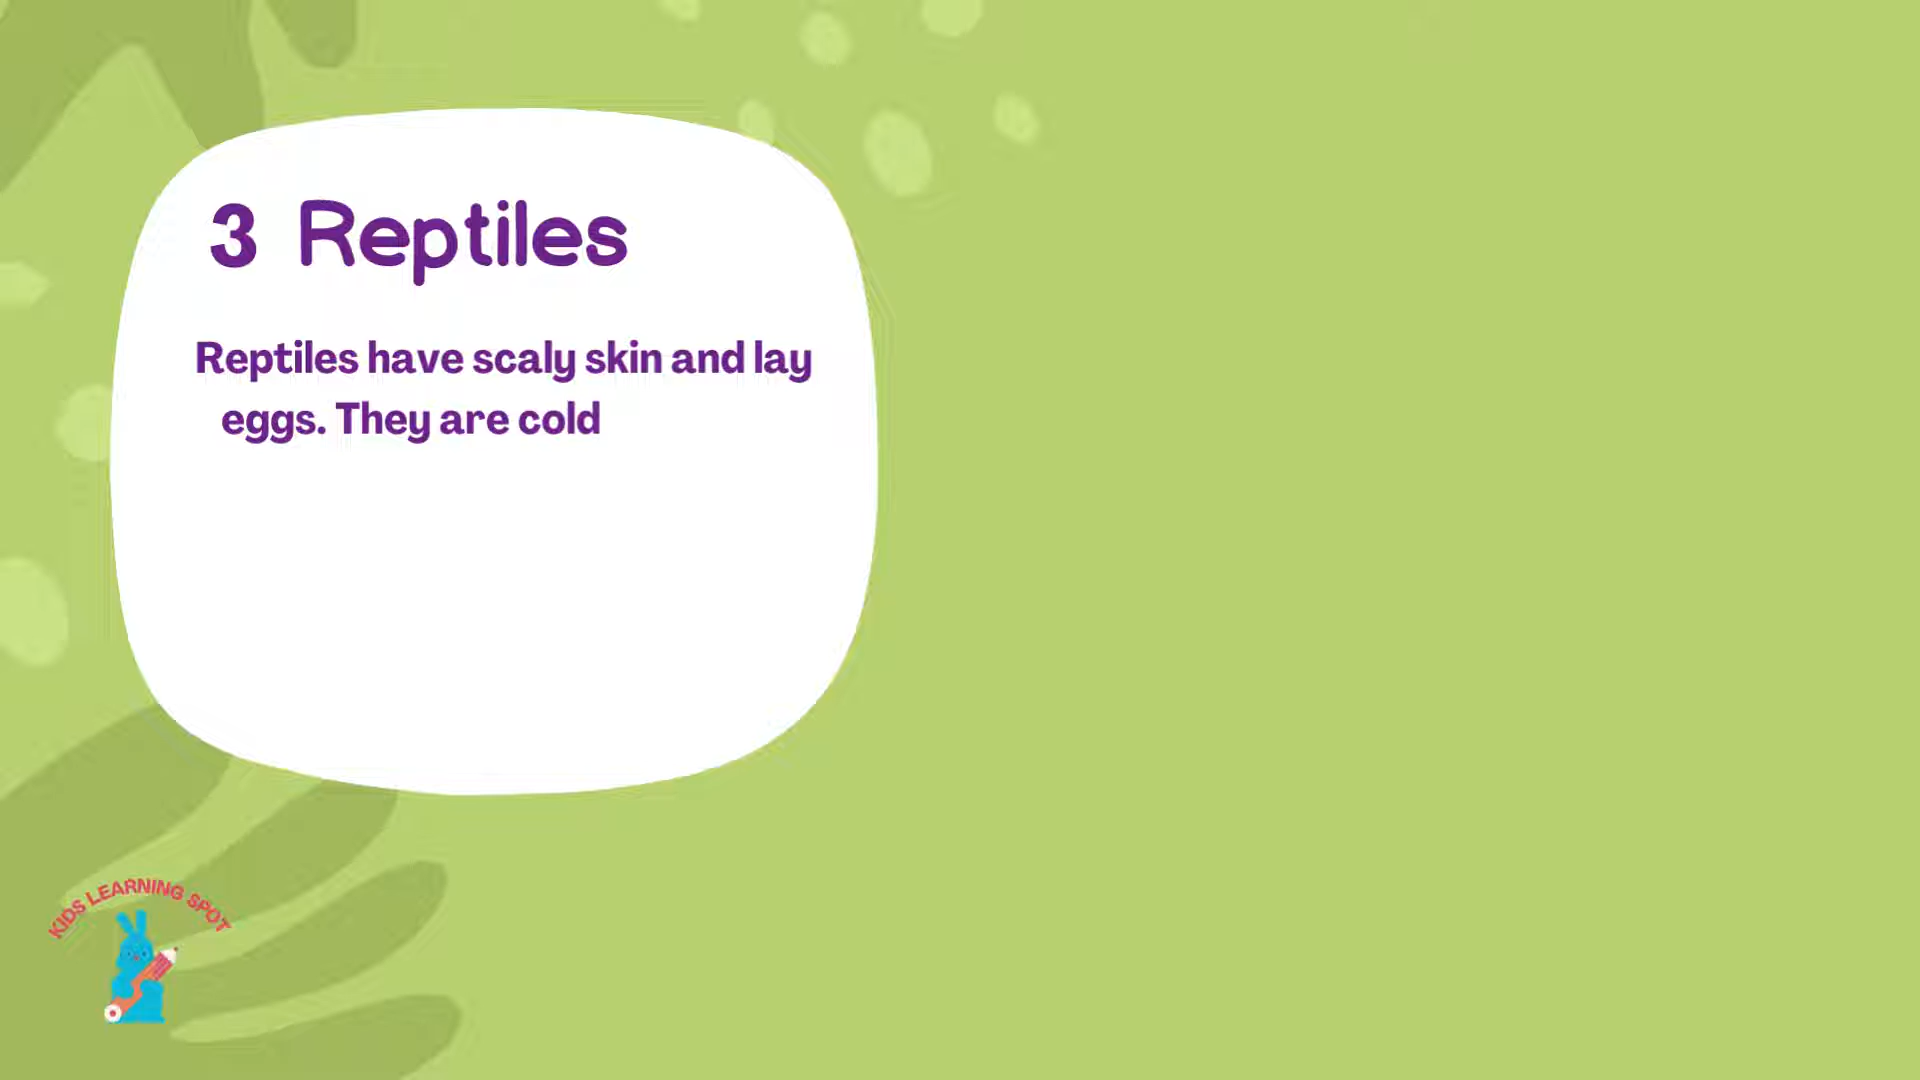 3 Reptiles
Reptiles have scaly skin and lay
eggs. They are cold
KIDS LEARNING SPOT